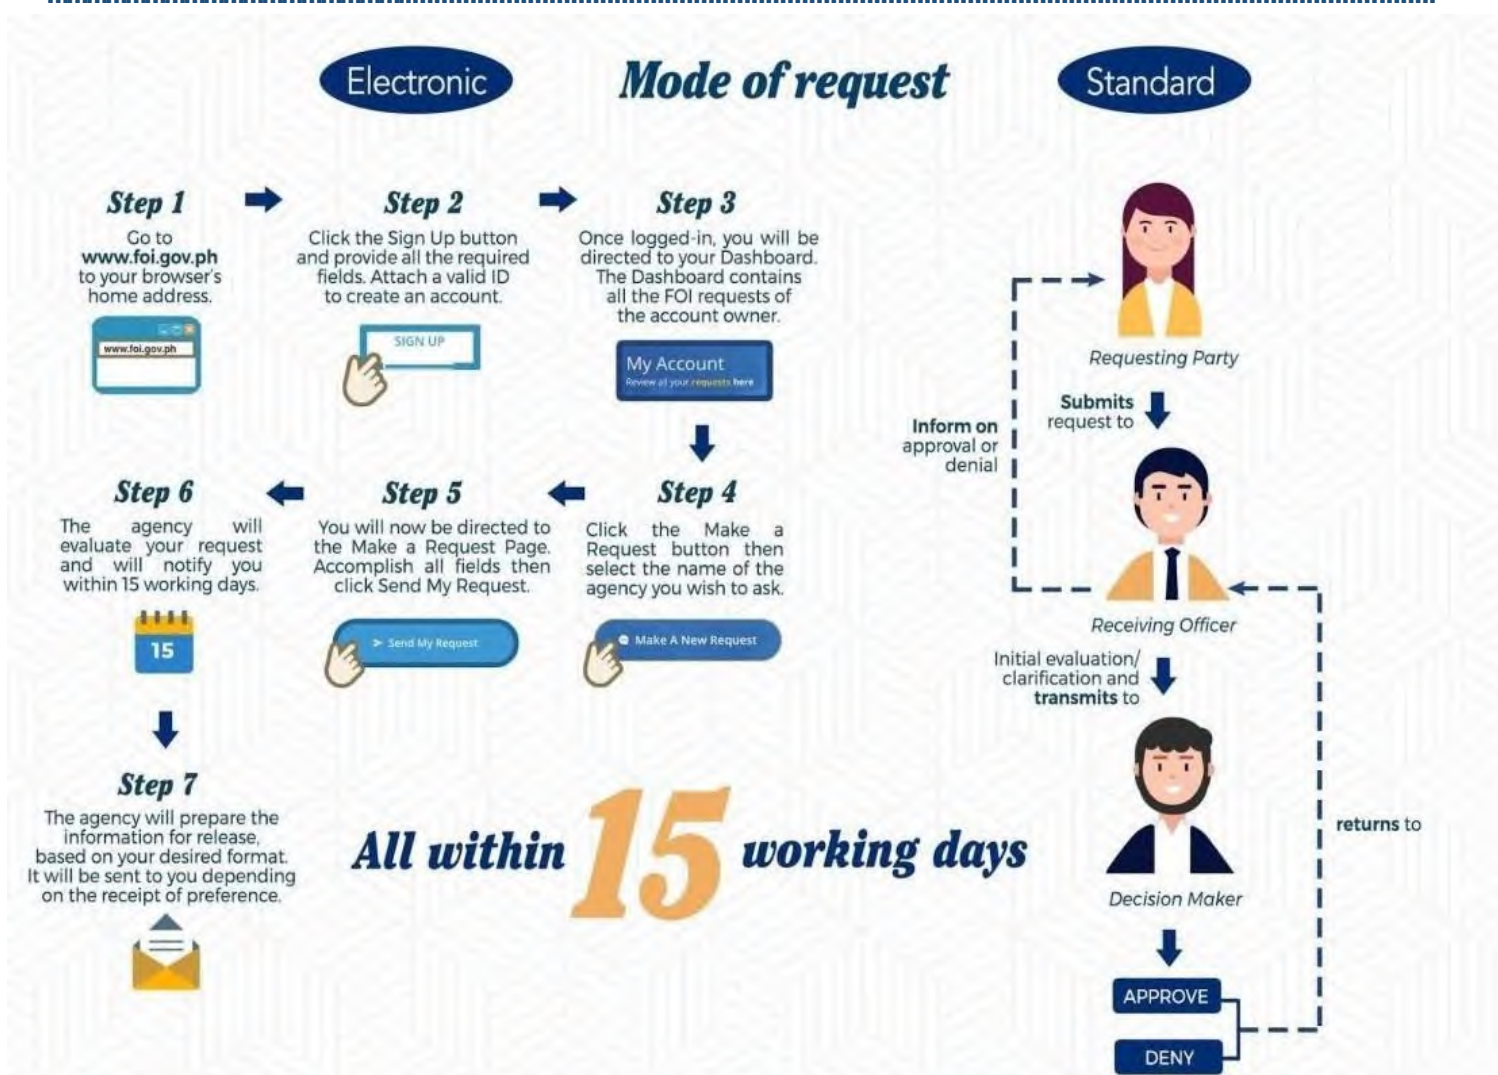 Electronic
Mode of request
Standard
Step 1
Go to
www.foi.gov.ph
to your browser's
home address.
www.foi.gov.ph
Step 2
Click the Sign Up button
and provide all the required
fields. Attach a valid ID
to create an account.
SIGN UP
Step 3
Once logged-in, you will be
directed to your Dashboard.
The Dashboard contains
all the FOI requests of
the account owner.
My Account
Review all your requests here
Step 4
Click the Make a
Request button then
select the name of the
agency you wish to ask.
Make A New Request
Step 5
You will now be directed to
the Make a Request Page.
Accomplish all fields then
click Send My Request.
Send My Request
Step 6
The agency will
evaluate your request
and will notify you
within 15 working days.
15
Step 7
The agency will prepare the
information for release,
based on your desired format.
It will be sent to you depending
on the receipt of preference.
All within 15 working days
Requesting Party
Submits
request to
Inform on
approval or
denial
Receiving Officer
Initial evaluation/
clarification and
transmits to
Decision Maker
returns to
APPROVE
DENY